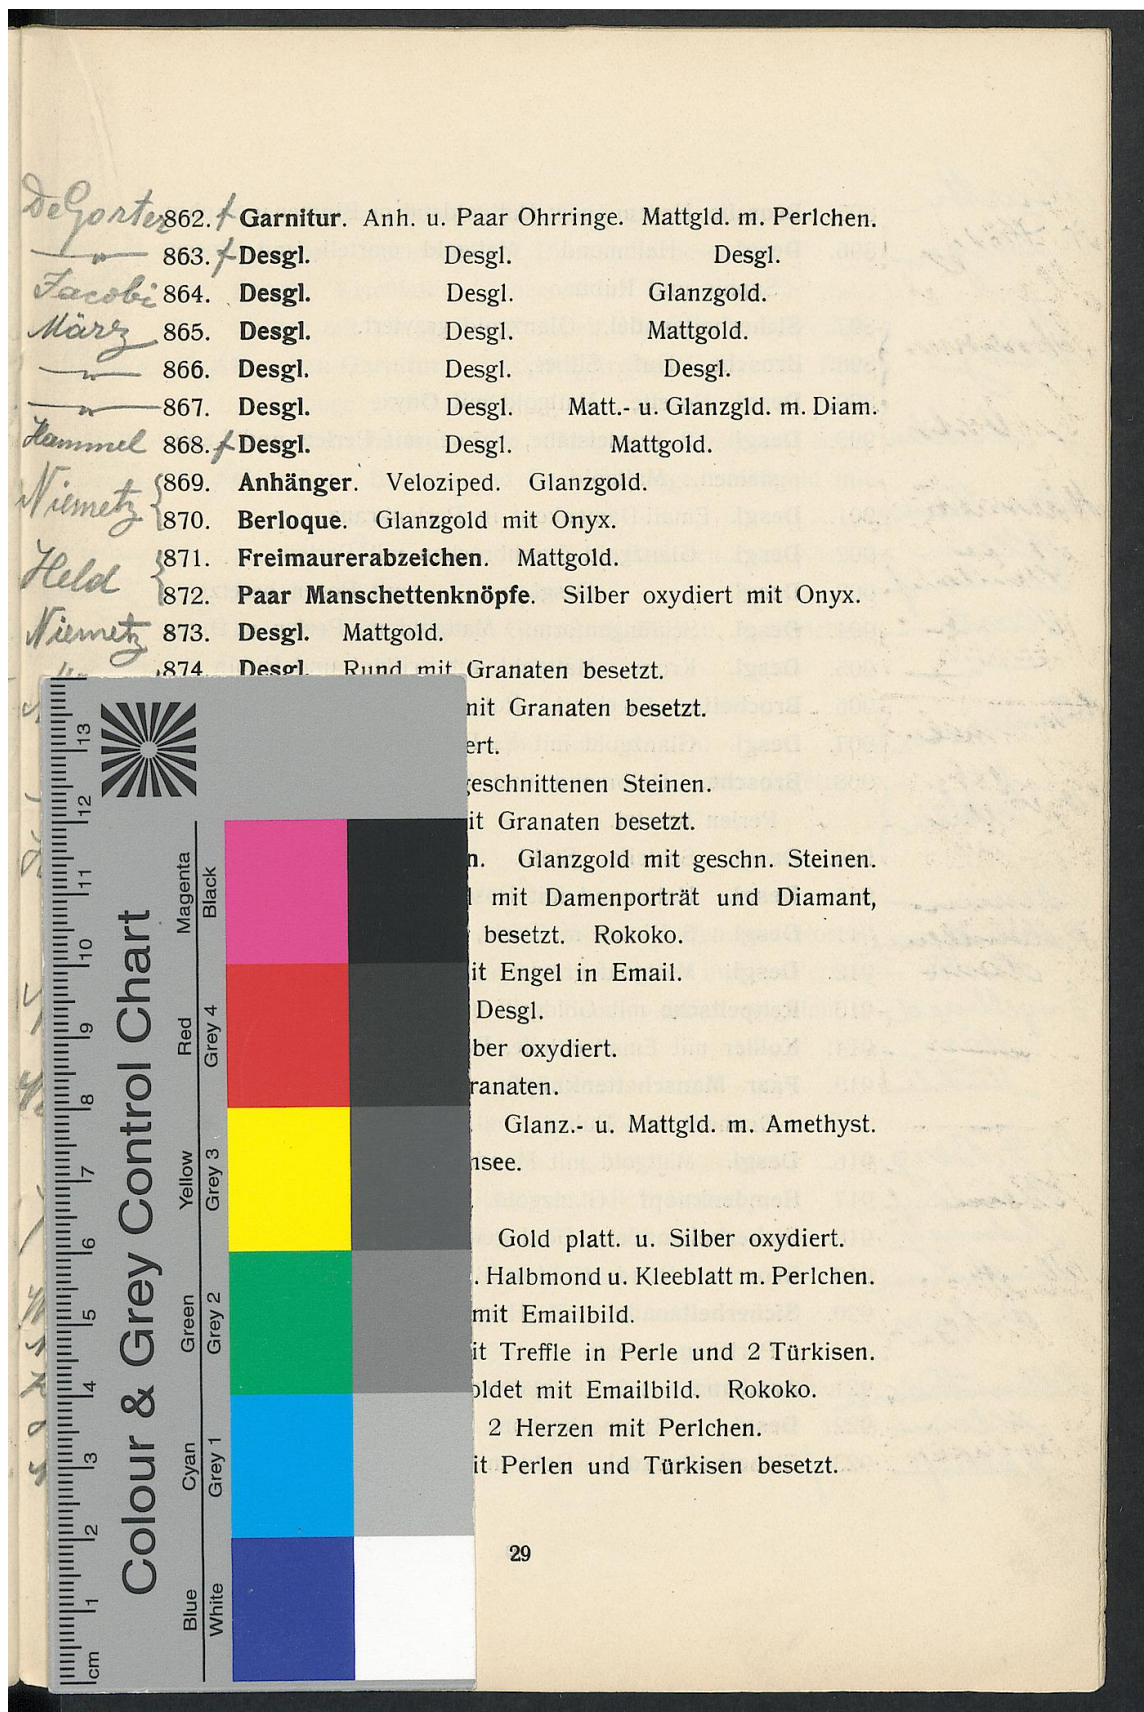 DeGorter 862. † Garnitur. Anh. u. Paar Ohrringe. Mattgld. m. Perlchen.
— " — 863. † Desgl. Desgl. Desgl.
Jacobi 864. Desgl. Desgl. Glanzgold.
März 865. Desgl. Desgl. Mattgold.
— " — 866. Desgl. Desgl. Desgl.
— " — 867. Desgl. Desgl. Matt.- u. Glanzgld. m. Diam.
Hammel 868. † Desgl. Desgl. Mattgold.
Niemetz { 869. Anhänger. Veloziped. Glanzgold.
870. Berloque. Glanzgold mit Onyx.
Held { 871. Freimaurerabzeichen. Mattgold.
872. Paar Manschettenknöpfe. Silber oxydiert mit Onyx.
Niemetz 873. Desgl. Mattgold.
874. Desgl. Rund mit Granaten besetzt.
mit Granaten besetzt.
ert.
geschnittenen Steinen.
it Granaten besetzt.
n. Glanzgold mit geschn. Steinen.
mit Damenporträt und Diamant,
besetzt. Rokoko.
it Engel in Email.
Desgl.
ber oxydiert.
ranaten.
Glanz.- u. Mattgld. m. Amethyst.
nsee.
Gold platt. u. Silber oxydiert.
. Halbmond u. Kleeblatt m. Perlchen.
mit Emailbild.
it Treffle in Perle und 2 Türkisen.
oldet mit Emailbild. Rokoko.
2 Herzen mit Perlchen.
it Perlen und Türkisen besetzt.
29
Colour & Grey Control Chart
Magenta Black
Red Grey 4
Yellow Grey 3
Green Grey 2
Cyan Grey 1
Blue White
13
12
11
10
9
8
7
6
5
4
3
2
1
cm